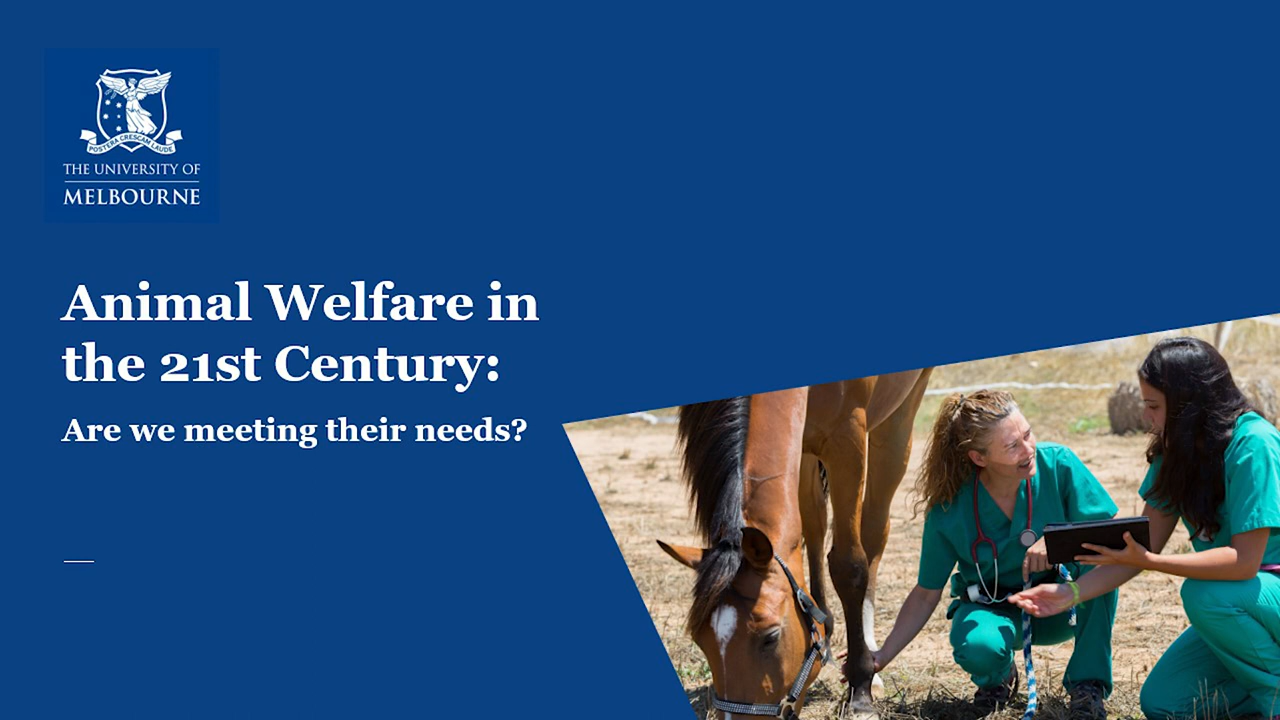 POSTERA CRESCAM LAUDE
THE UNIVERSITY OF
MELBOURNE
Animal Welfare in
the 21st Century:
Are we meeting their needs?